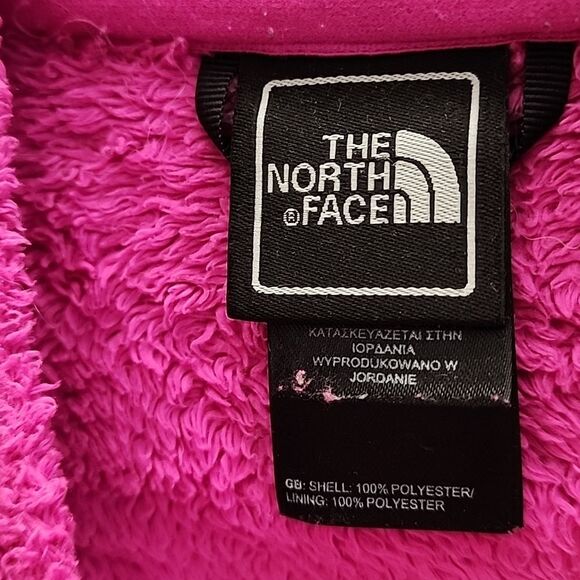 THE
NORTH
®FACE
ΚΑΤΑΣΚΕΥΑΖΕΤΑΙ ΣΤΗΝ
ΙΟΡΔΑΝΙΑ
WYPRODUKOWANO W
JORDANIE
GB: SHELL: 100% POLYESTER/
LINING: 100% POLYESTER